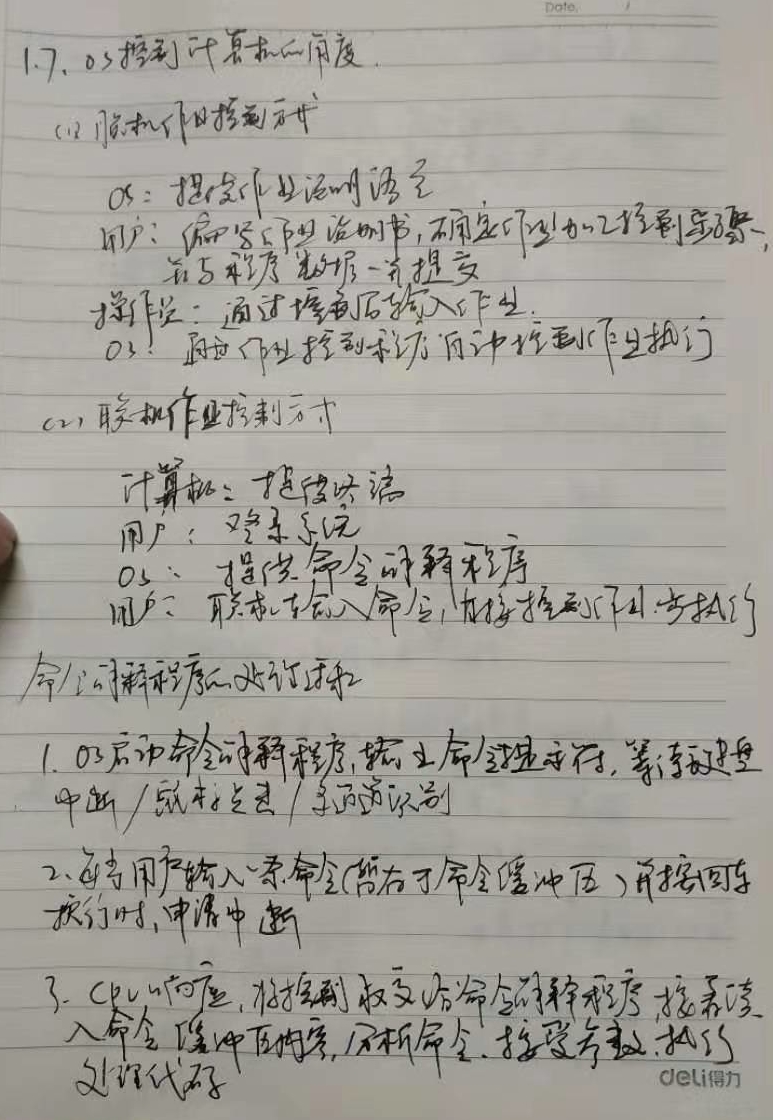 Date. /
1.7. OS控制计算机的角度.
(1) 脱机作业控制方式
OS: 提供作业说明语言
用户: 编写作业说明书,确定作业加工控制步骤,
并与程序数据一并提交
操作员: 通过控制台输入作业.
OS: 通过作业控制程序自动控制作业执行
(2) 联机作业控制方式
计算机: 提供终端
用户: 登录系统
OS: 提供命令解释程序
用户: 联机输入命令,直接控制作业步执行
命令解释程序的处理过程
1. OS启动命令解释程序,输出命令提示符,等待键盘
中断/鼠标点击/多通道识别
2. 每当用户输入一条命令(暂存于命令缓冲区)并按回车
换行时,申请中断
3. CPU响应,将控制权交给命令解释程序,接着读
入命令缓冲区内容,分析命令、接受参数、执行
处理代码
deli得力